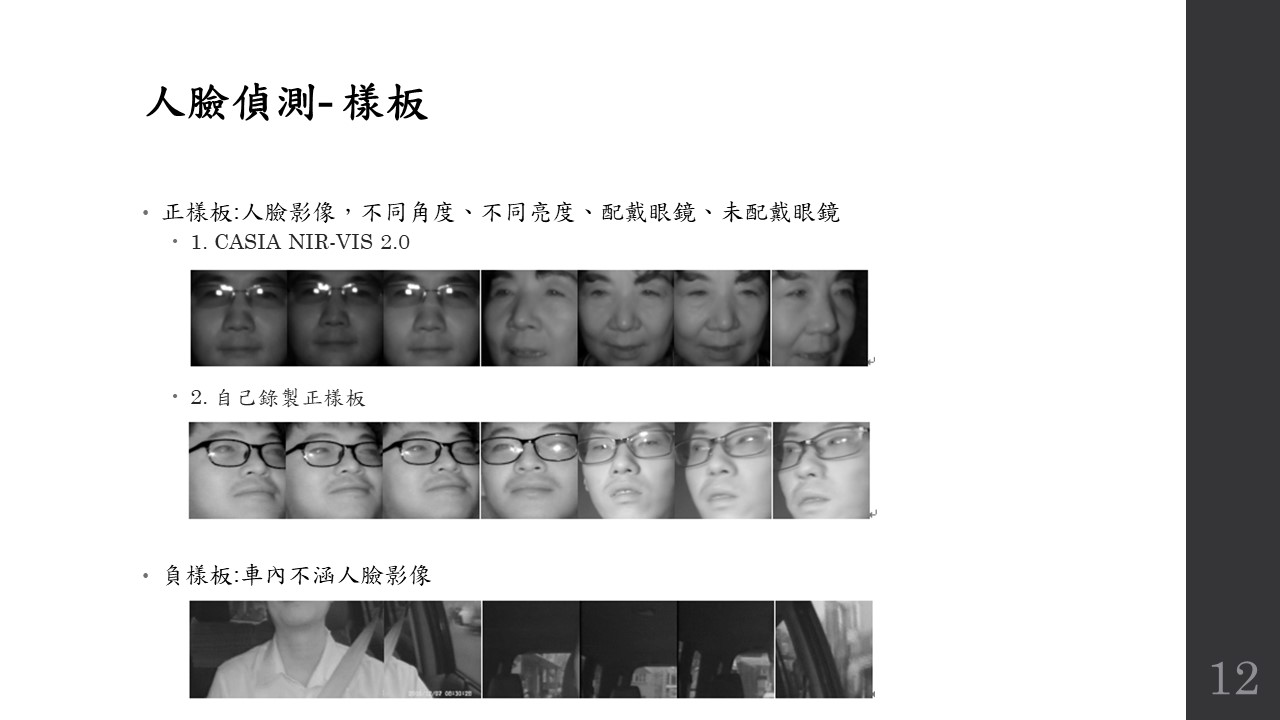 人臉偵測- 樣板
• 正樣板:人臉影像，不同角度、不同亮度、配戴眼鏡、未配戴眼鏡
• 1. CASIA NIR-VIS 2.0
• 2. 自己錄製正樣板
• 負樣板:車內不涵人臉影像
12